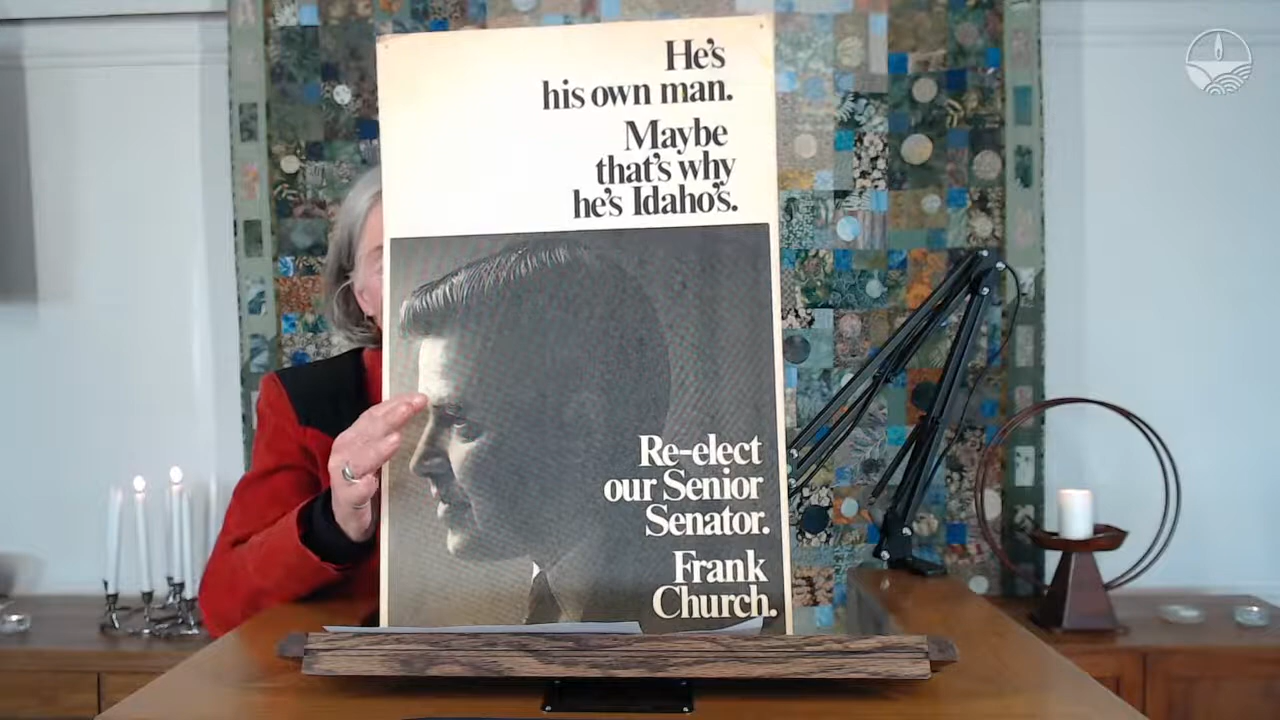 He's
his own man.
Maybe
that's why
he's Idaho's.
Re-elect
our Senior
Senator.
Frank
Church.